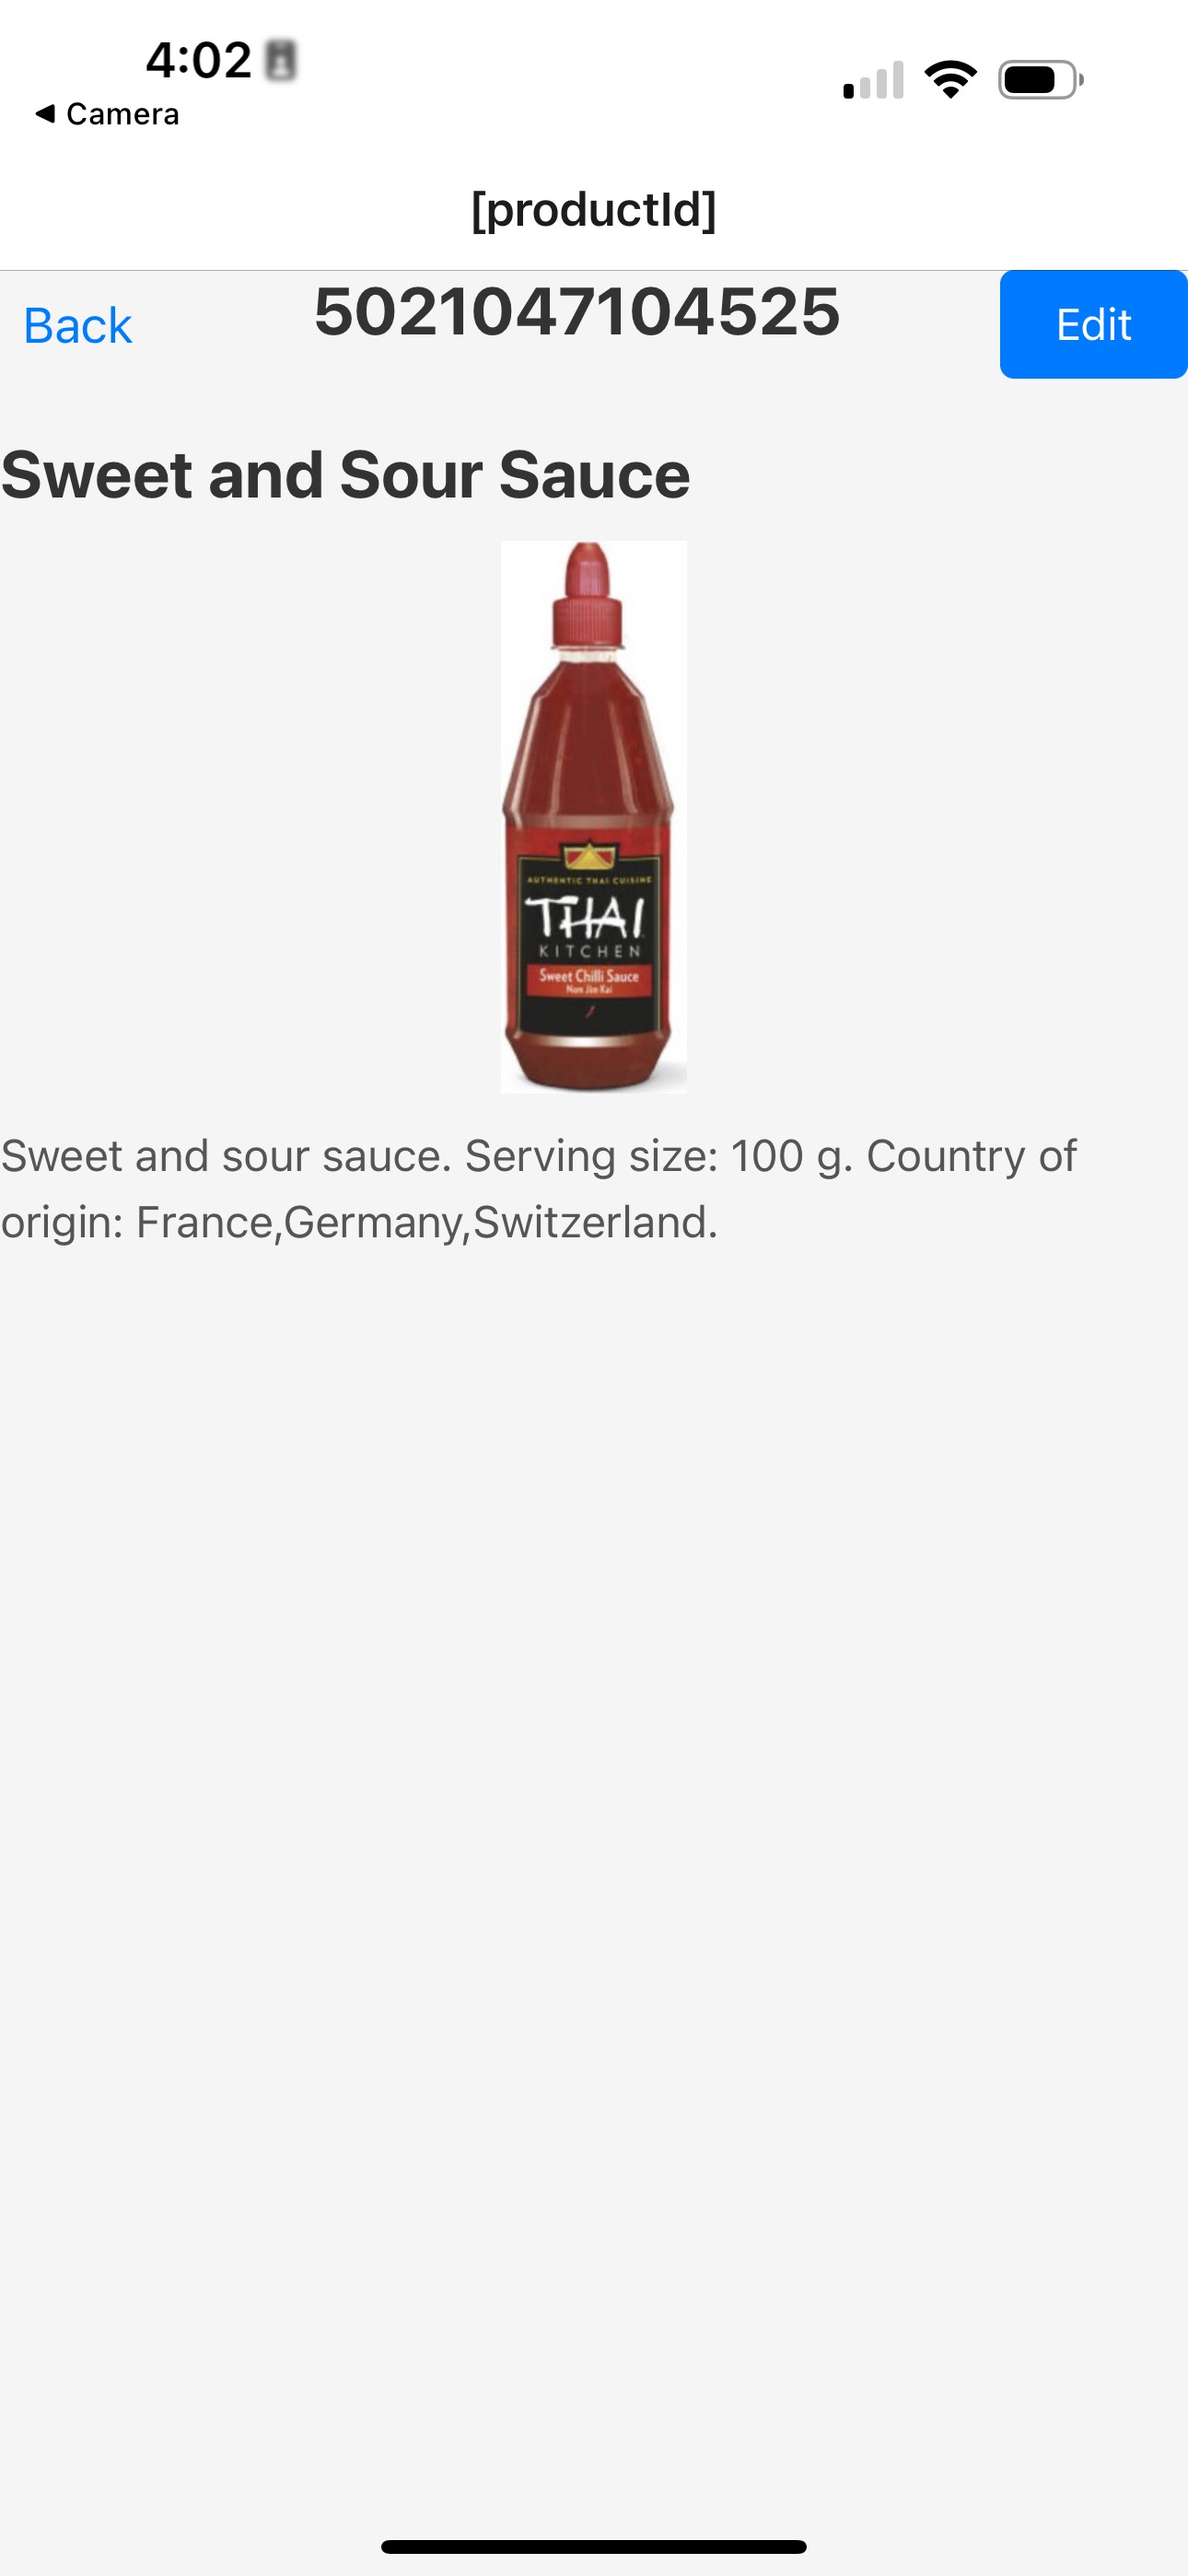 4:02
Camera
[productId]
Back
5021047104525
Edit
Sweet and Sour Sauce
AUTHENTIC THAI CUISINE
THAI
KITCHEN
Sweet Chilli Sauce
Nam Jim Kai
Sweet and sour sauce. Serving size: 100 g. Country of
origin: France,Germany,Switzerland.